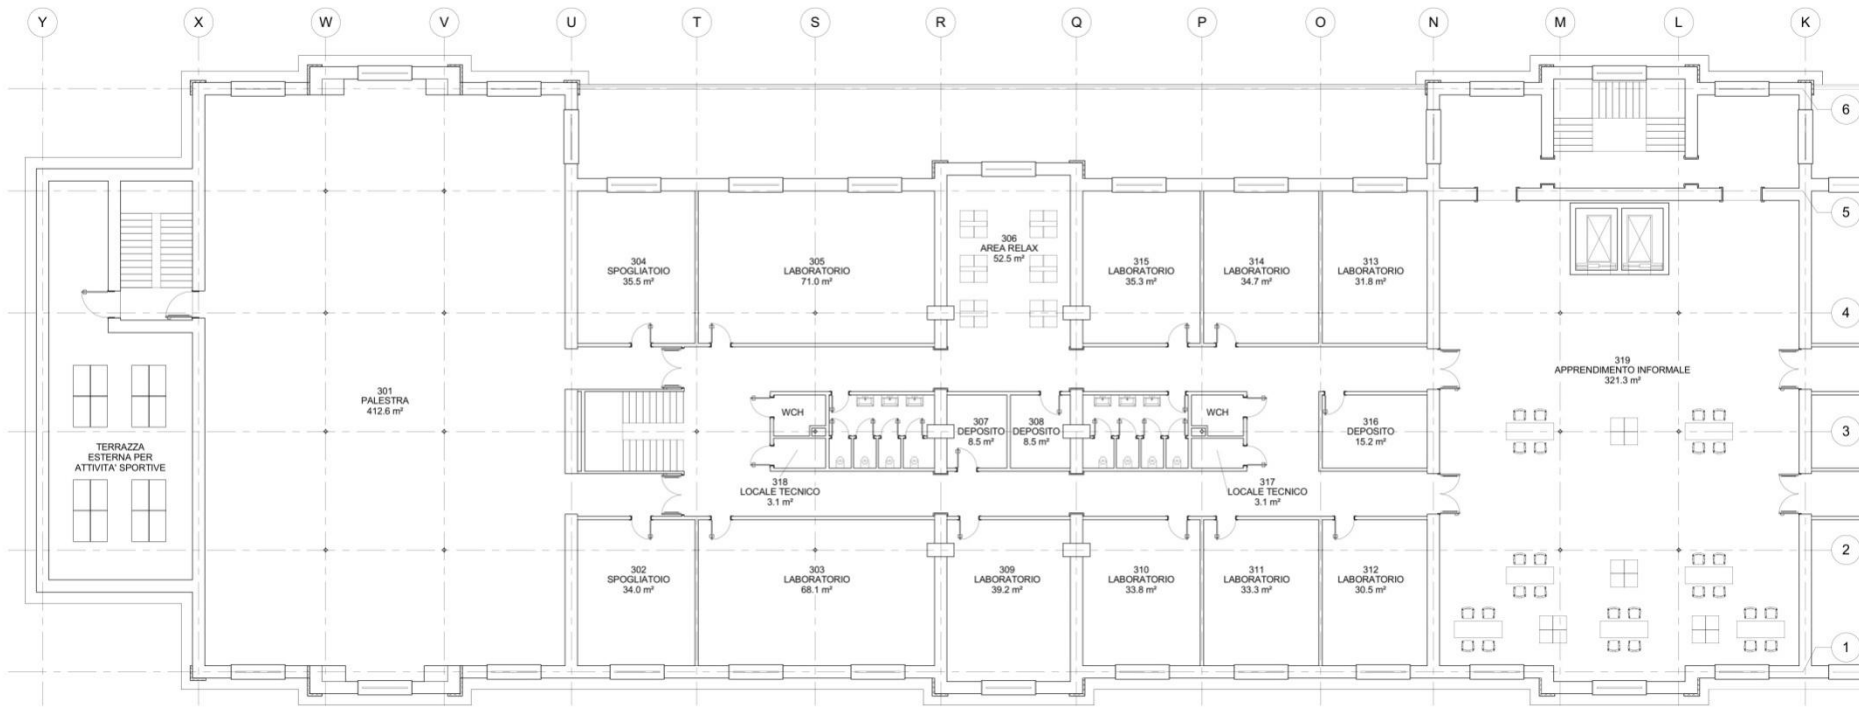 Y X W V U T S R Q P O N M L K
6
5
4
3
2
1
304
SPOGLIATOIO
35.5 m²
305
LABORATORIO
71.0 m²
306
AREA RELAX
52.5 m²
315
LABORATORIO
35.3 m²
314
LABORATORIO
34.7 m²
313
LABORATORIO
31.8 m²
319
APPRENDIMENTO INFORMALE
321.3 m²
301
PALESTRA
412.6 m²
TERRAZZA
ESTERNA PER
ATTIVITA' SPORTIVE
WCH
307
DEPOSITO
8.5 m²
308
DEPOSITO
8.5 m²
WCH
316
DEPOSITO
15.2 m²
318
LOCALE TECNICO
3.1 m²
317
LOCALE TECNICO
3.1 m²
302
SPOGLIATOIO
34.0 m²
303
LABORATORIO
68.1 m²
309
LABORATORIO
39.2 m²
310
LABORATORIO
33.8 m²
311
LABORATORIO
33.3 m²
312
LABORATORIO
30.5 m²